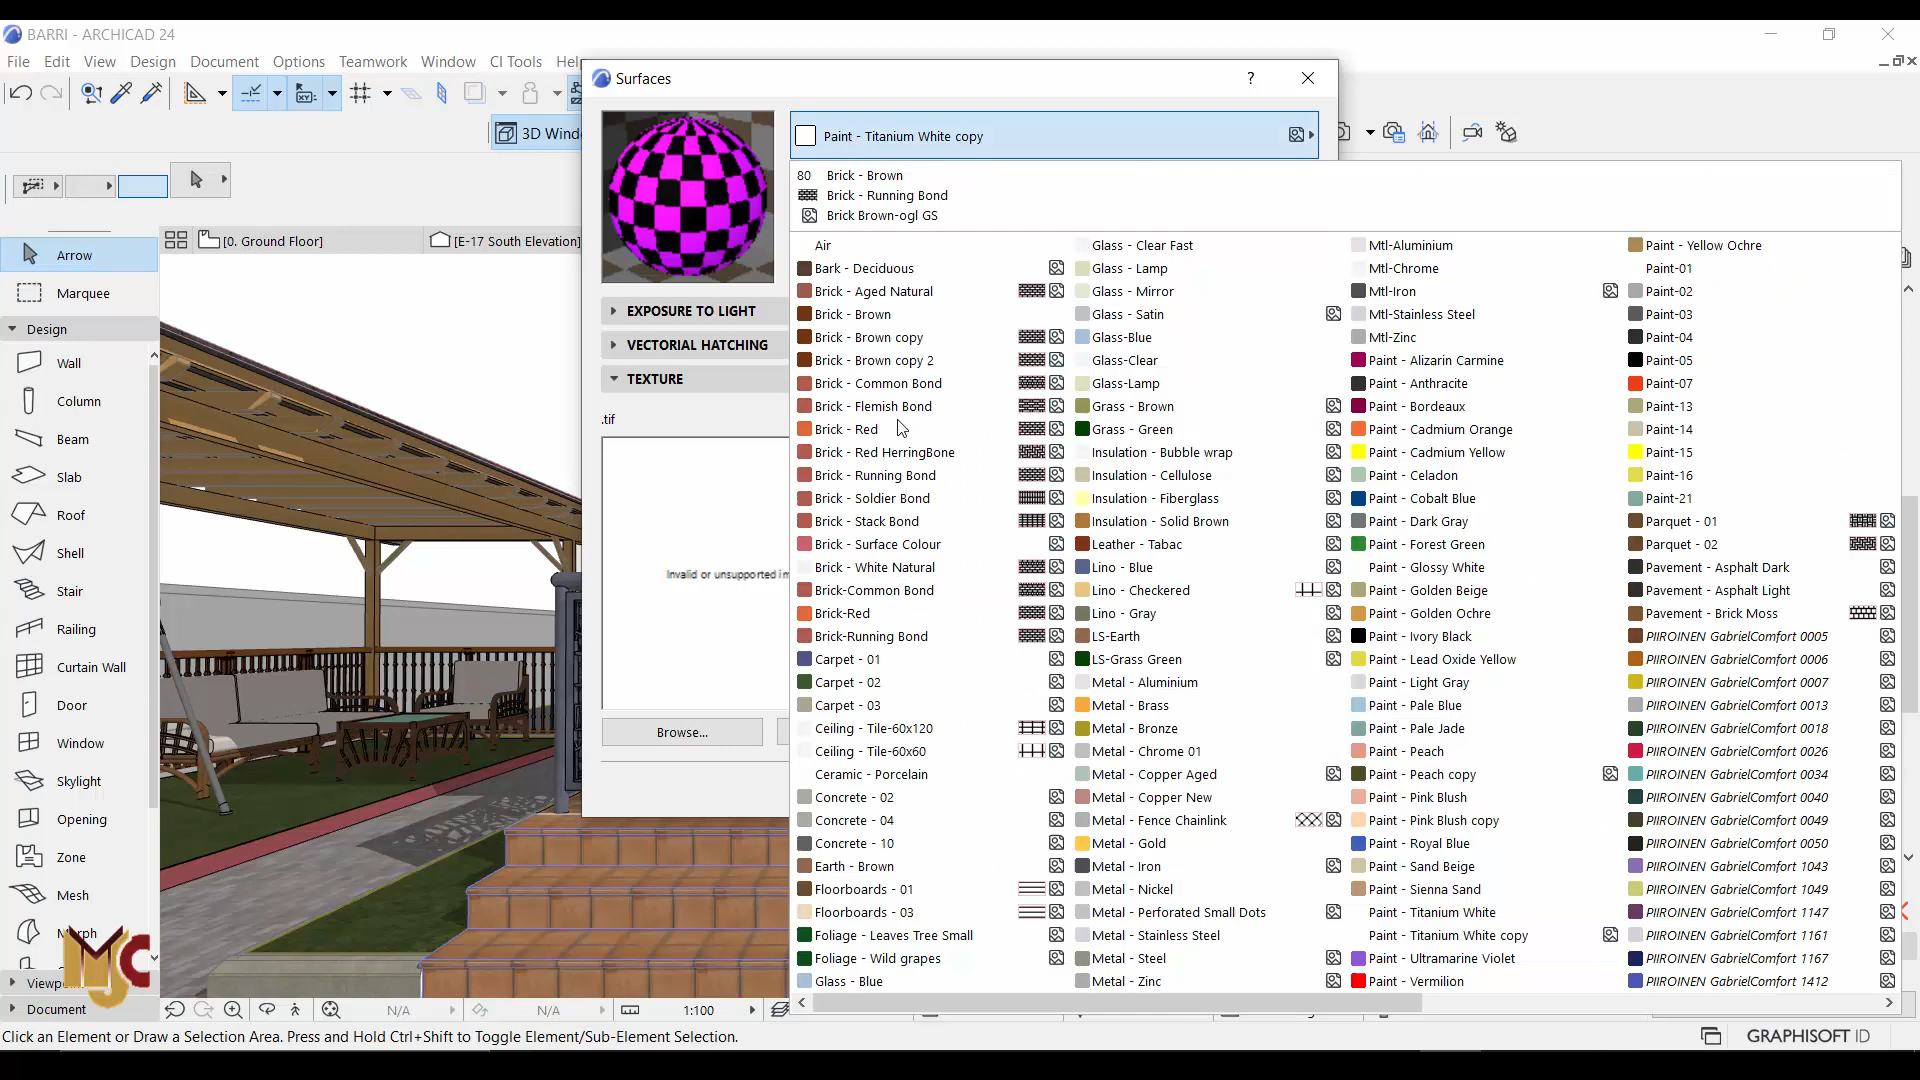 BARRI - ARCHICAD 24
File Edit View Design Document Options Teamwork Window CI Tools Hel
Surfaces
?
3D Wind
Paint - Titanium White copy
80 Brick - Brown
Brick - Running Bond
Brick Brown-ogl GS
[0. Ground Floor]
[E-17 South Elevation]
Arrow
Marquee
Design
Wall
Column
Beam
Slab
Roof
Shell
Stair
Railing
Curtain Wall
Door
Window
Skylight
Opening
Zone
Mesh
Morph
Viewpo
Document
MJC
EXPOSURE TO LIGHT
VECTORIAL HATCHING
TEXTURE
.tif
Invalid or unsupported im
Browse...
Air
Bark - Deciduous
Brick - Aged Natural
Brick - Brown
Brick - Brown copy
Brick - Brown copy 2
Brick - Common Bond
Brick - Flemish Bond
Brick - Red
Brick - Red HerringBone
Brick - Running Bond
Brick - Soldier Bond
Brick - Stack Bond
Brick - Surface Colour
Brick - White Natural
Brick-Common Bond
Brick-Red
Brick-Running Bond
Carpet - 01
Carpet - 02
Carpet - 03
Ceiling - Tile-60x120
Ceiling - Tile-60x60
Ceramic - Porcelain
Concrete - 02
Concrete - 04
Concrete - 10
Earth - Brown
Floorboards - 01
Floorboards - 03
Foliage - Leaves Tree Small
Foliage - Wild grapes
Glass - Blue
Glass - Clear Fast
Glass - Lamp
Glass - Mirror
Glass - Satin
Glass-Blue
Glass-Clear
Glass-Lamp
Grass - Brown
Grass - Green
Insulation - Bubble wrap
Insulation - Cellulose
Insulation - Fiberglass
Insulation - Solid Brown
Leather - Tabac
Lino - Blue
Lino - Checkered
Lino - Gray
LS-Earth
LS-Grass Green
Metal - Aluminium
Metal - Brass
Metal - Bronze
Metal - Chrome 01
Metal - Copper Aged
Metal - Copper New
Metal - Fence Chainlink
Metal - Gold
Metal - Iron
Metal - Nickel
Metal - Perforated Small Dots
Metal - Stainless Steel
Metal - Steel
Metal - Zinc
Mtl-Aluminium
Mtl-Chrome
Mtl-Iron
Mtl-Stainless Steel
Mtl-Zinc
Paint - Alizarin Carmine
Paint - Anthracite
Paint - Bordeaux
Paint - Cadmium Orange
Paint - Cadmium Yellow
Paint - Celadon
Paint - Cobalt Blue
Paint - Dark Gray
Paint - Forest Green
Paint - Glossy White
Paint - Golden Beige
Paint - Golden Ochre
Paint - Ivory Black
Paint - Lead Oxide Yellow
Paint - Light Gray
Paint - Pale Blue
Paint - Pale Jade
Paint - Peach
Paint - Peach copy
Paint - Pink Blush
Paint - Pink Blush copy
Paint - Royal Blue
Paint - Sand Beige
Paint - Sienna Sand
Paint - Titanium White
Paint - Titanium White copy
Paint - Ultramarine Violet
Paint - Vermilion
Paint - Yellow Ochre
Paint-01
Paint-02
Paint-03
Paint-04
Paint-05
Paint-07
Paint-13
Paint-14
Paint-15
Paint-16
Paint-21
Parquet - 01
Parquet - 02
Pavement - Asphalt Dark
Pavement - Asphalt Light
Pavement - Brick Moss
PIIROINEN GabrielComfort 0005
PIIROINEN GabrielComfort 0006
PIIROINEN GabrielComfort 0007
PIIROINEN GabrielComfort 0013
PIIROINEN GabrielComfort 0018
PIIROINEN GabrielComfort 0026
PIIROINEN GabrielComfort 0034
PIIROINEN GabrielComfort 0040
PIIROINEN GabrielComfort 0049
PIIROINEN GabrielComfort 0050
PIIROINEN GabrielComfort 1043
PIIROINEN GabrielComfort 1049
PIIROINEN GabrielComfort 1147
PIIROINEN GabrielComfort 1161
PIIROINEN GabrielComfort 1167
PIIROINEN GabrielComfort 1412
N/A N/A 1:100
Click an Element or Draw a Selection Area. Press and Hold Ctrl+Shift to Toggle Element/Sub-Element Selection.
GRAPHISOFT ID